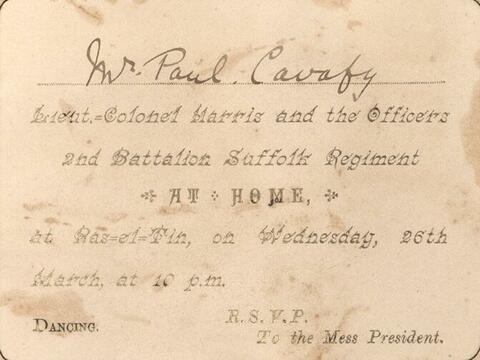 Mr. Paul. Cavafy
Lieut.=Colonel Harris and the Officers
2nd Battalion Suffolk Regiment
AT HOME,
at Ras=el=Tin, on Wednesday, 26th
March, at 10 p.m.
R.S.V.P.
DANCING.
To the Mess President.